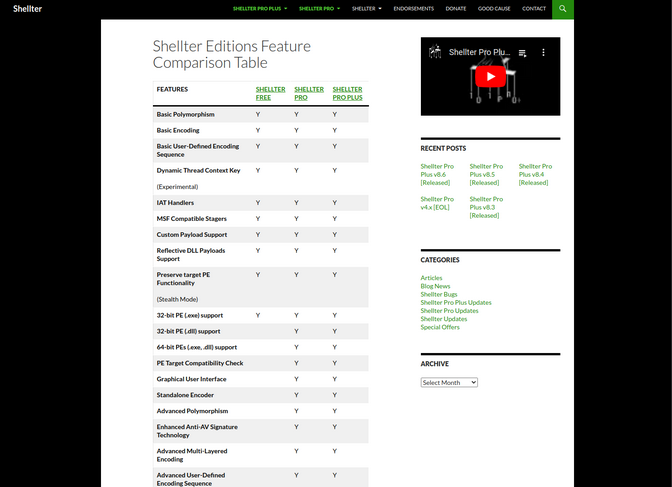 Shellter
SHELLTER PRO PLUS
SHELLTER PRO
SHELLTER
ENDORSEMENTS
DONATE
GOOD CAUSE
CONTACT
Shellter Editions Feature
Comparison Table
FEATURES
SHELLTER
FREE
SHELLTER
PRO
SHELLTER
PRO PLUS
Basic Polymorphism Y Y Y
Basic Encoding Y Y Y
Basic User-Defined Encoding Y Y Y
Sequence
Dynamic Thread Context Key Y Y Y
(Experimental)
IAT Handlers Y Y Y
MSF Compatible Stagers Y Y Y
Custom Payload Support Y Y Y
Reflective DLL Payloads Y Y Y
Support
Preserve target PE Y Y Y
Functionality
(Stealth Mode)
32-bit PE (.exe) support Y Y Y
32-bit PE (.dll) support Y Y
64-bit PEs (.exe, .dll) support Y Y
PE Target Compatibility Check Y Y
Graphical User Interface Y Y
Standalone Encoder Y Y
Advanced Polymorphism Y Y
Enhanced Anti-AV Signature Y Y
Technology
Advanced Multi-Layered Y Y
Encoding
Advanced User-Defined Y Y
Encoding Sequence
Shellter Pro Plu...
RECENT POSTS
Shellter Pro
Plus v8.6
[Released]
Shellter Pro
Plus v8.5
[Released]
Shellter Pro
Plus v8.4
[Released]
Shellter Pro
v4.x [EOL]
Shellter Pro
Plus v8.3
[Released]
CATEGORIES
Articles
Blog News
Shellter Bugs
Shellter Pro Plus Updates
Shellter Pro Updates
Shellter Updates
Special Offers
ARCHIVE
Select Month